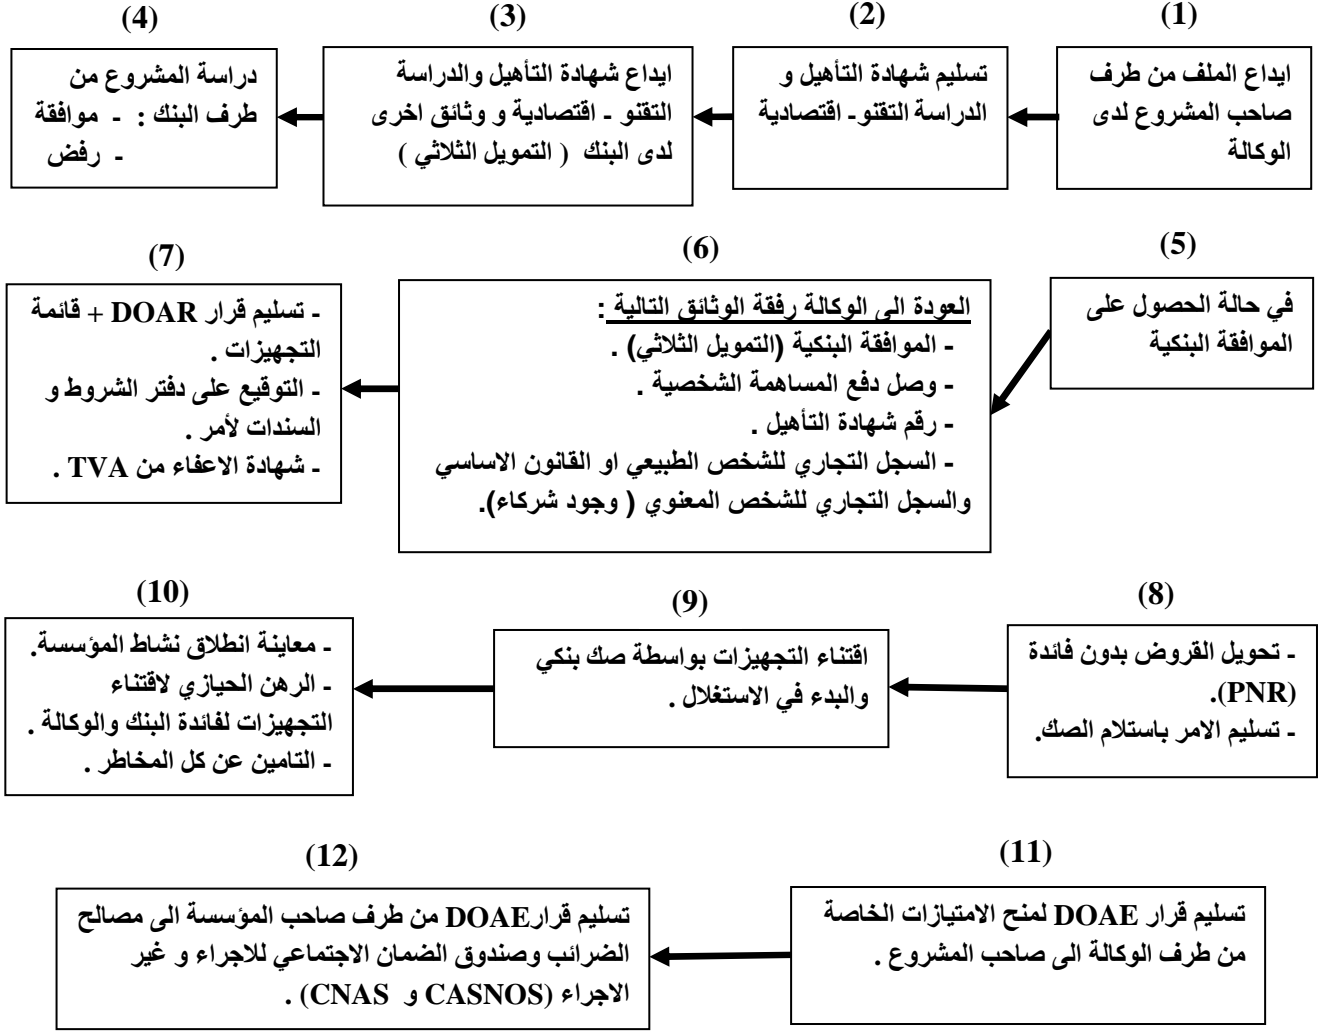 (1)
ايداع الملف من طرف
صاحب المشروع لدى
الوكالة
(2)
تسليم شهادة التأهيل و
الدراسة التقتو- اقتصادية
(3)
ايداع شهادة التأهيل والدراسة
التقتو - اقتصادية و وثائق اخرى
لدى البنك ( التمويل الثلاثي )
(4)
دراسة المشروع من
طرف البنك : - موافقة
- رفض
(5)
في حالة الحصول على
الموافقة البنكية
(6)
العودة الى الوكالة رفقة الوثائق التالية :
- الموافقة البنكية (التمويل الثلاثي) .
- وصل دفع المساهمة الشخصية .
- رقم شهادة التأهيل .
- السجل التجاري للشخص الطبيعي او القانون الاساسي
والسجل التجاري للشخص المعنوي ( وجود شركاء).
(7)
- تسليم قرار DOAR + قائمة
التجهيزات .
- التوقيع على دفتر الشروط و
السندات لأمر .
- شهادة الاعفاء من TVA .
(8)
- تحويل القروض بدون فائدة
(PNR).
- تسليم الامر باستلام الصك.
(9)
اقتناء التجهيزات بواسطة صك بنكي
والبدء في الاستغلال .
(10)
- معاينة انطلاق نشاط المؤسسة.
- الرهن الحيازي لاقتناء
التجهيزات لفائدة البنك والوكالة .
- التامين عن كل المخاطر .
(11)
تسليم قرار DOAE لمنح الامتيازات الخاصة
من طرف الوكالة الى صاحب المشروع .
(12)
تسليم قرارDOAE من طرف صاحب المؤسسة الى مصالح
الضرائب وصندوق الضمان الاجتماعي للاجراء و غير
الاجراء (CASNOS و CNAS) .